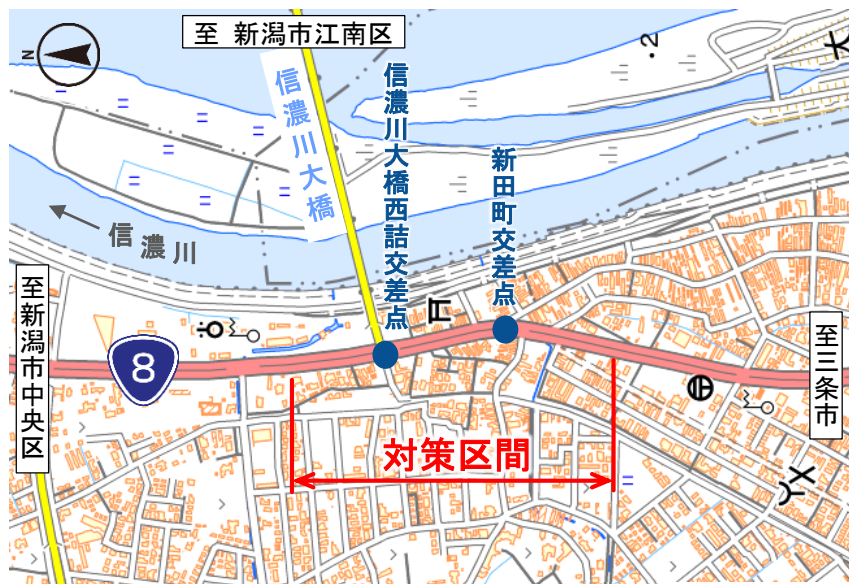 至 新潟市江南区
N
信濃川大橋
信濃川大橋西詰交差点
新田町交差点
信濃川
至新潟市中央区
8
対策区間
至三条市
.2
大